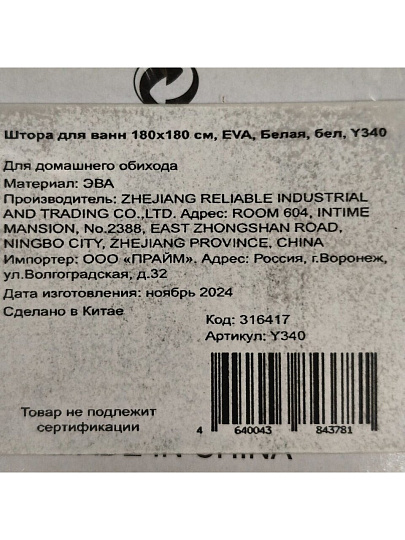 Штора для ванн 180х180 см, EVA, Белая, бел, Y340
Для домашнего обихода
Материал: ЭВА
Производитель: ZHEJIANG RELIABLE INDUSTRIAL
AND TRADING CO.,LTD. Адрес: ROOM 604, INTIME
MANSION, No.2388, EAST ZHONGSHAN ROAD,
NINGBO CITY, ZHEJIANG PROVINCE, CHINA
Импортер: ООО «ПРАЙМ». Адрес: Россия, г.Воронеж,
ул.Волгоградская, д.32
Дата изготовления: ноябрь 2024
Сделано в Китае
Код: 316417
Артикул: Y340
Товар не подлежит
сертификации
4 640043 843781
IN CHINA